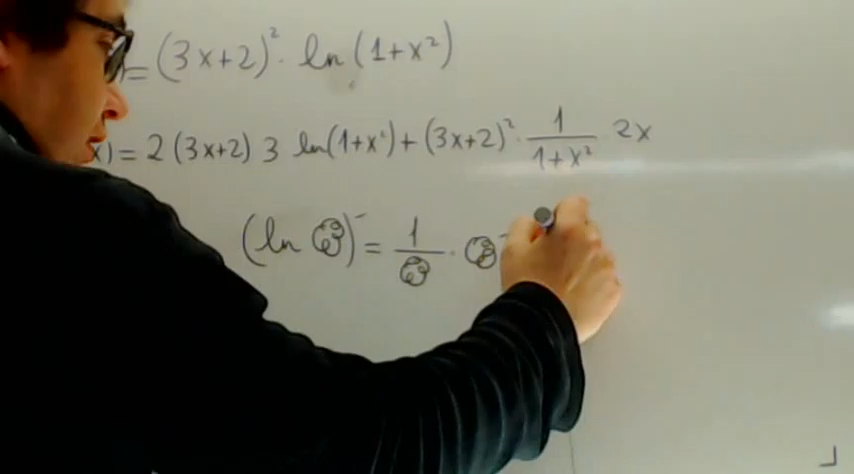 = (3x+2)². ln (1+x²)
x) = 2 (3x+2) 3 ln(1+x²) + (3x+2)² · 1/(1+x²) 2x
(ln )' = 1/ ·